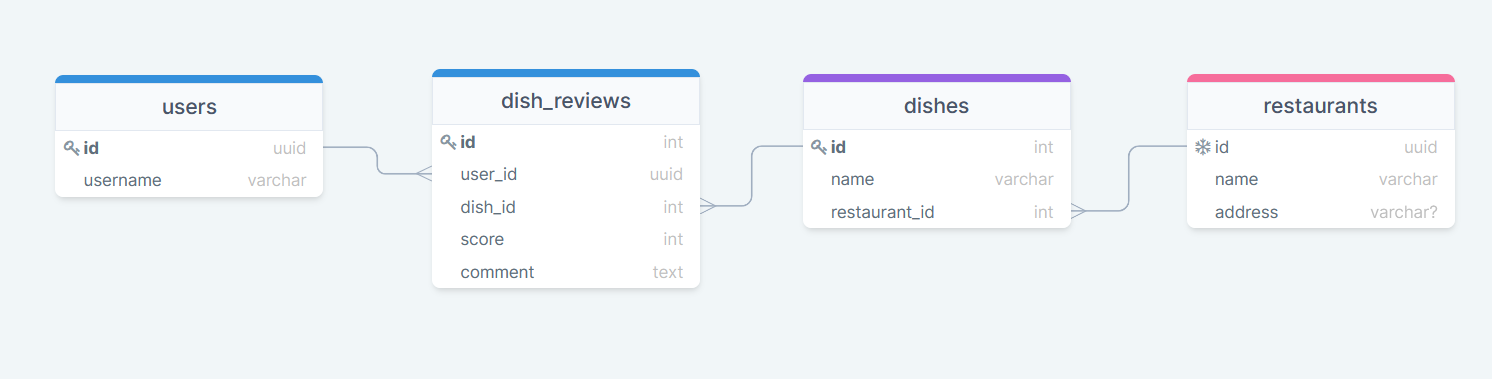 users
id uuid
username varchar
dish_reviews
id int
user_id uuid
dish_id int
score int
comment text
dishes
id int
name varchar
restaurant_id int
restaurants
id uuid
name varchar
address varchar?